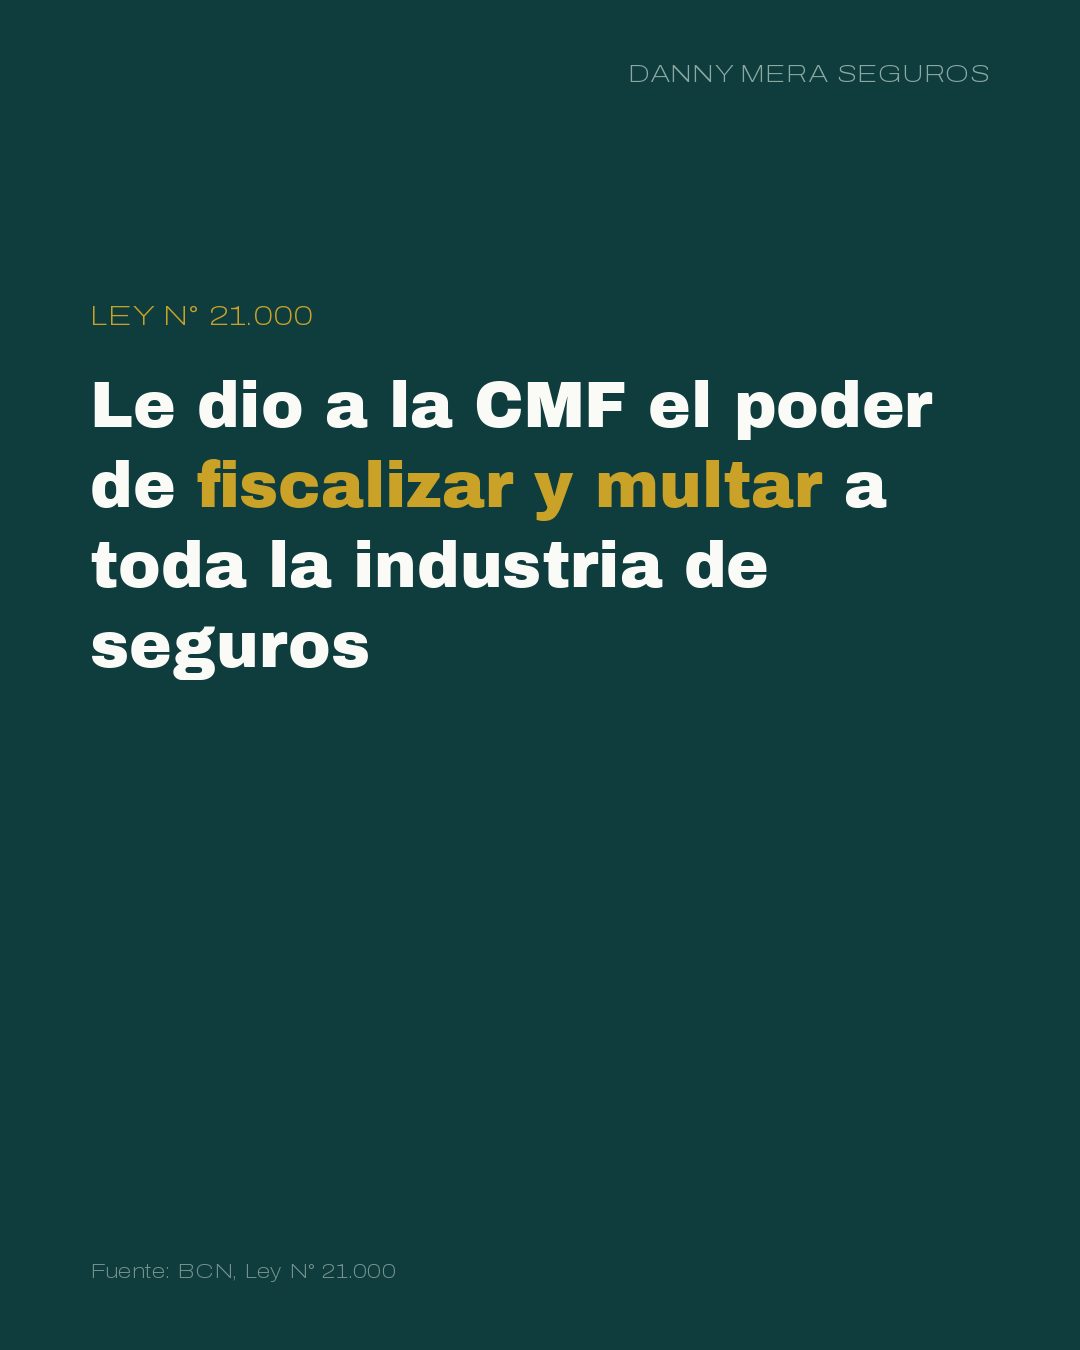 DANNY MERA SEGUROS
LEY N° 21.000
Le dio a la CMF el poder
de fiscalizar y multar a
toda la industria de
seguros
Fuente: BCN, Ley N° 21.000